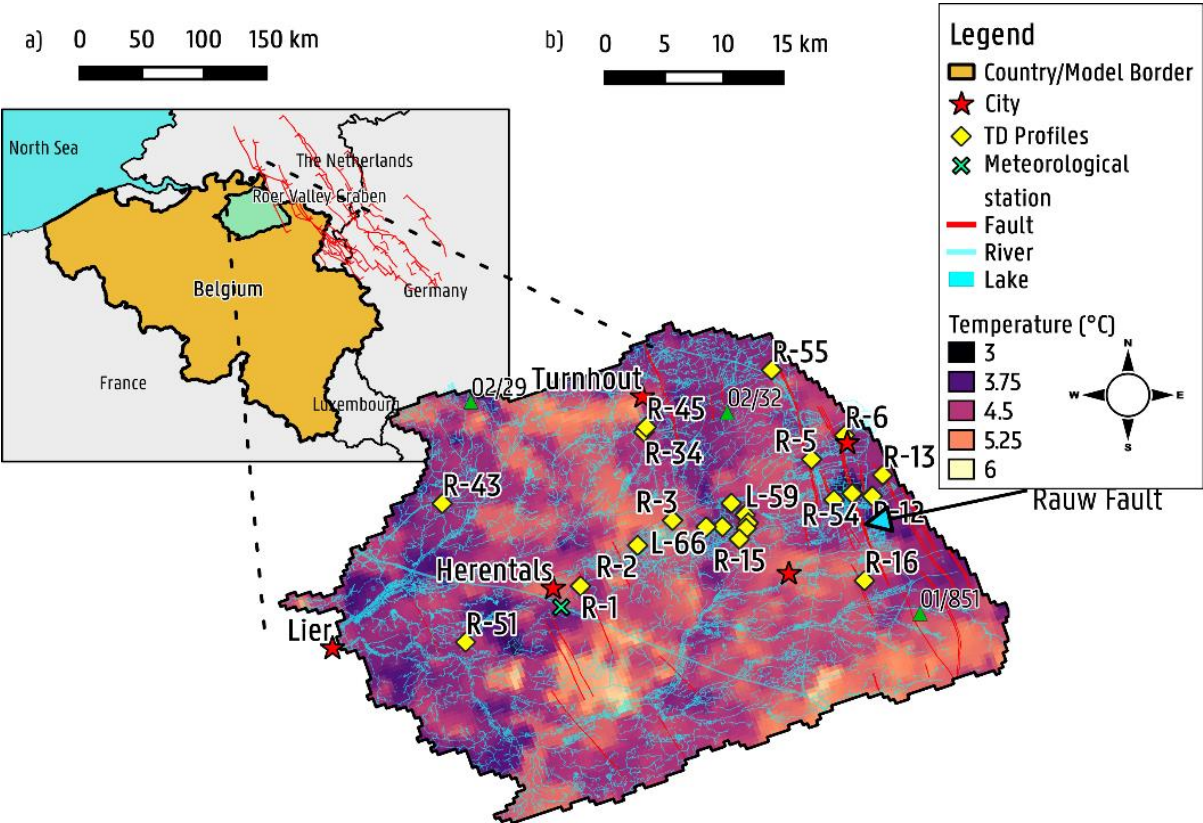 a) 0 50 100 150 km
b) 0 5 10 15 km
Legend
Country/Model Border
City
TD Profiles
Meteorological
station
Fault
River
Lake
Temperature (°C)
3
3.75
4.5
5.25
6
N
W E
S
North Sea
The Netherlands
Roer Valley Graben
Belgium
Germany
France
Luxembourg
R-55
02/29
Turnhout
02/32
R-45
R-6
R-34
R-5
R-13
R-43
R-3
L-59
R-54
R-12
Rauw Fault
L-66
R-15
Herentals
R-2
R-16
R-1
01/851
Lier
R-51